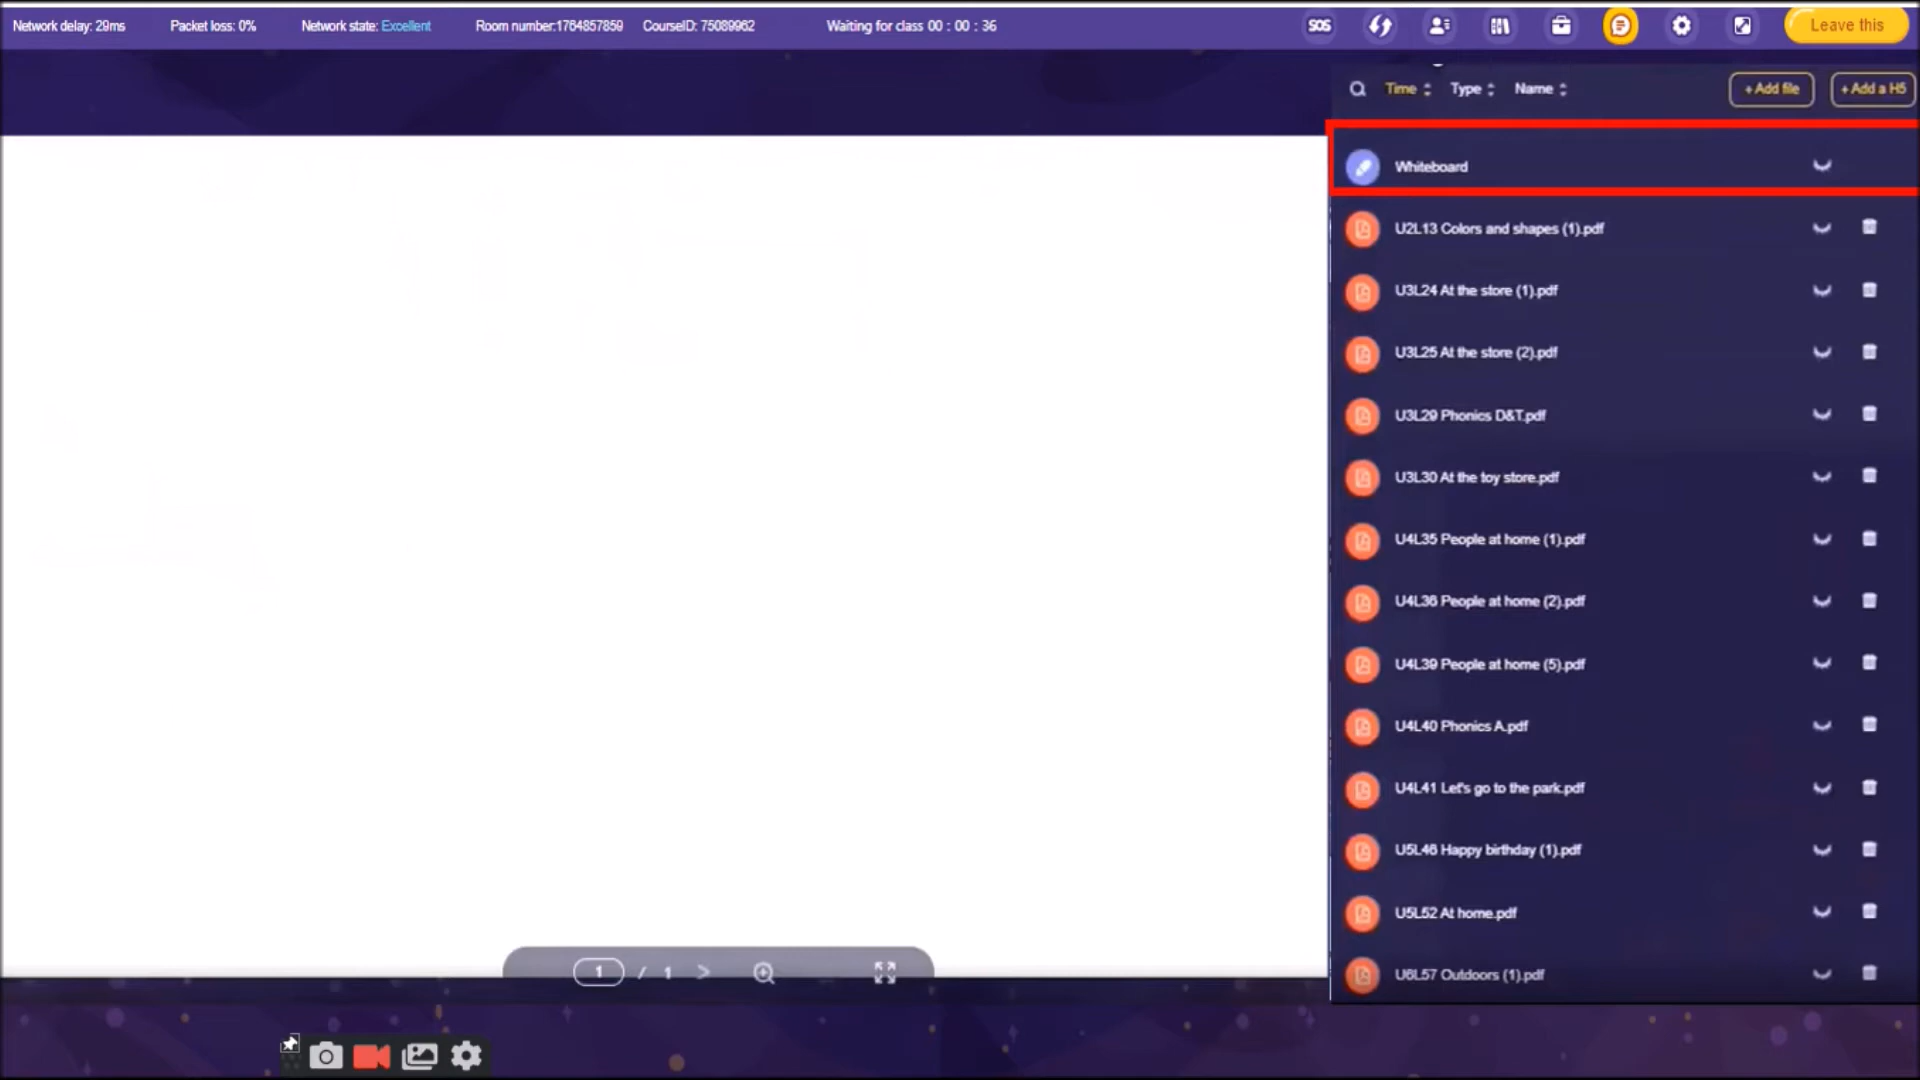 Network delay: 29ms Packet loss: 0% Network state: Excellent Room number:1764857859 CourseID: 75089962 Waiting for class 00 : 00 : 36 SOS Leave this
Time Type Name + Add file + Add a H5
Whiteboard
U2L13 Colors and shapes (1).pdf
U3L24 At the store (1).pdf
U3L25 At the store (2).pdf
U3L29 Phonics D&T.pdf
U3L30 At the toy store.pdf
U4L35 People at home (1).pdf
U4L36 People at home (2).pdf
U4L39 People at home (5).pdf
U4L40 Phonics A.pdf
U4L41 Let's go to the park.pdf
U5L46 Happy birthday (1).pdf
U5L52 At home.pdf
U6L57 Outdoors (1).pdf
1 / 1 >